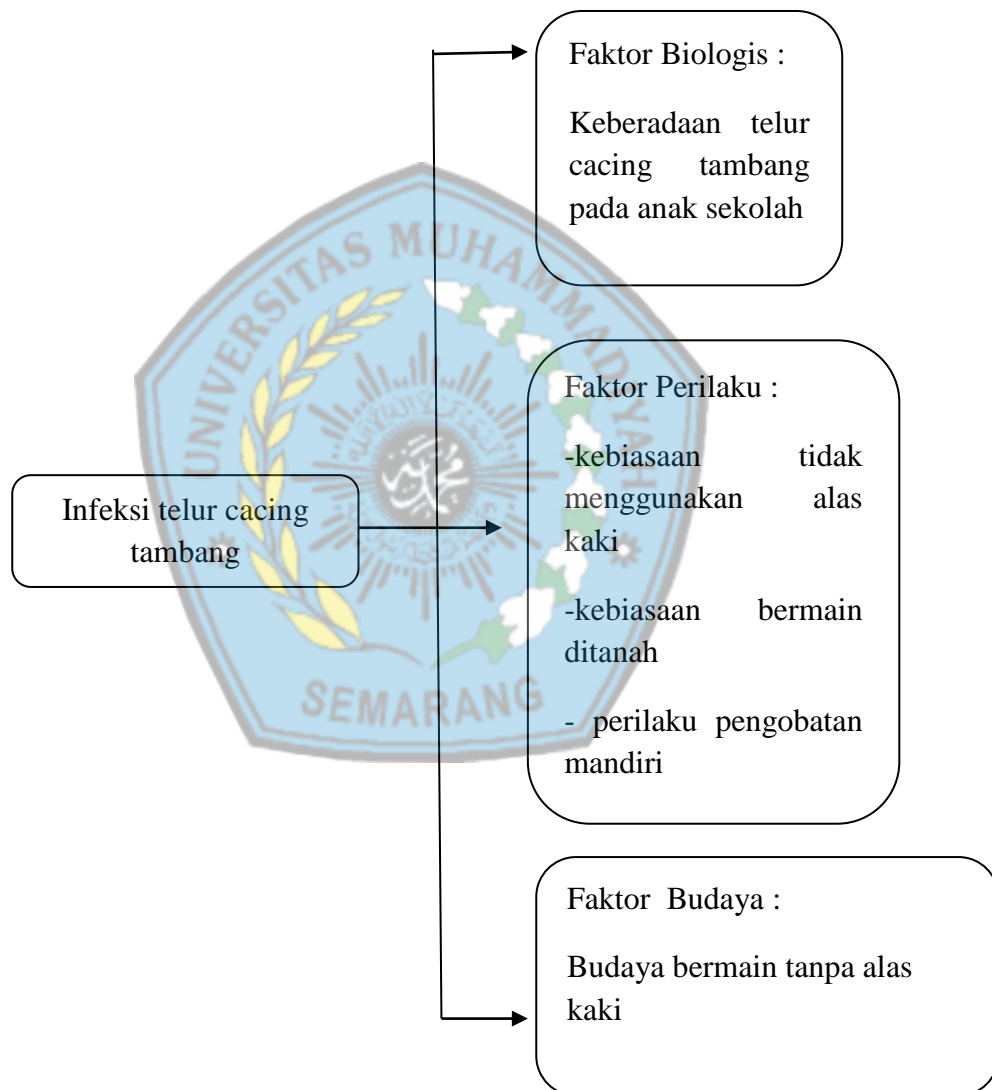 Faktor Biologis :
Keberadaan telur
cacing tambang
pada anak sekolah
UNIVERSITAS MUHAMMADIYAH
SEMARANG
Infeksi telur cacing
tambang
Faktor Perilaku :
-kebiasaan tidak
menggunakan alas
kaki
-kebiasaan bermain
ditanah
- perilaku pengobatan
mandiri
Faktor Budaya :
Budaya bermain tanpa alas
kaki